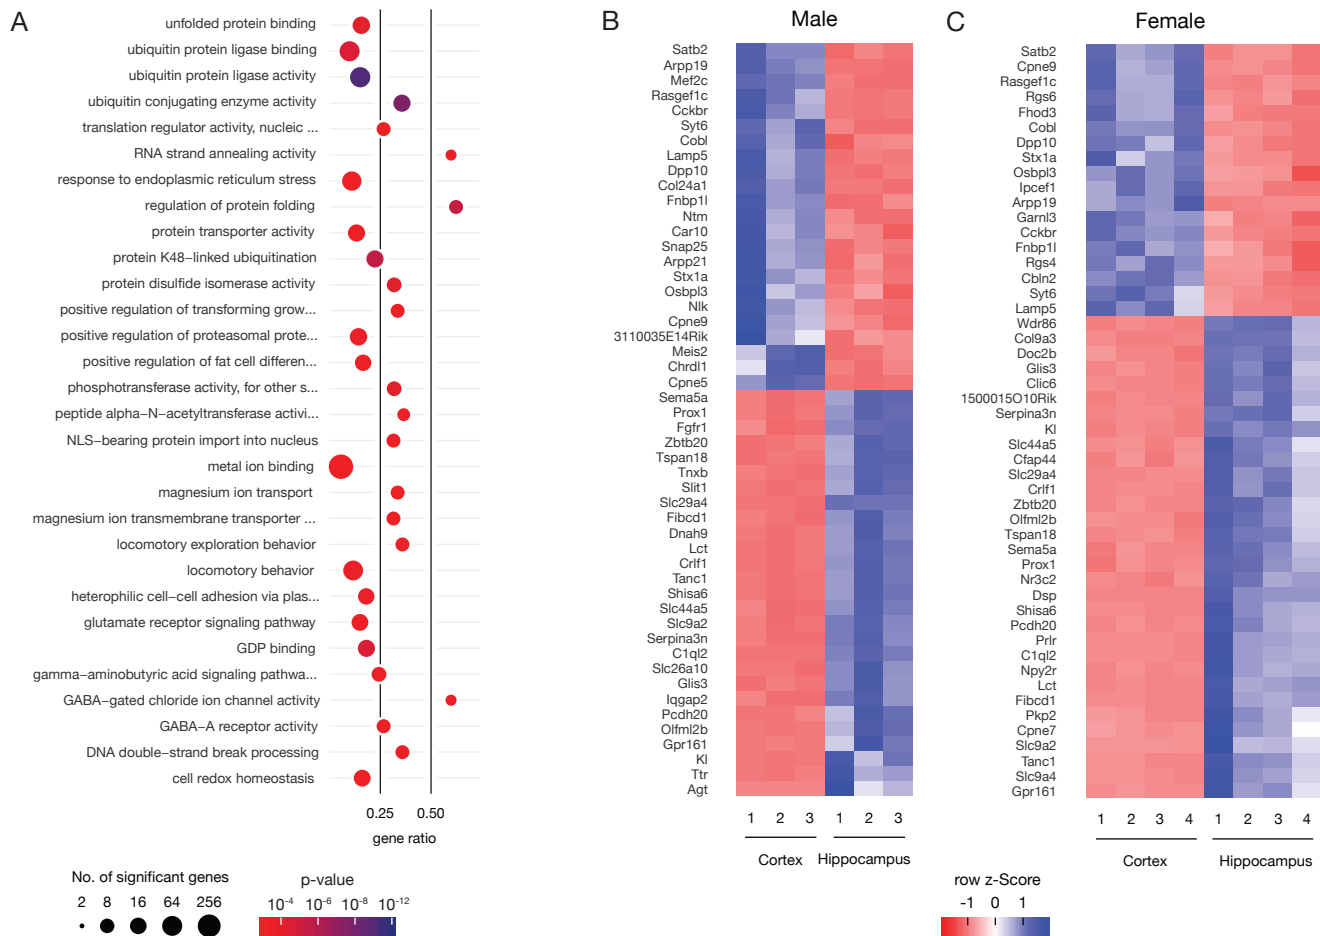 A
unfolded protein binding
ubiquitin protein ligase binding
ubiquitin protein ligase activity
ubiquitin conjugating enzyme activity
translation regulator activity, nucleic ...
RNA strand annealing activity
response to endoplasmic reticulum stress
regulation of protein folding
protein transporter activity
protein K48-linked ubiquitination
protein disulfide isomerase activity
positive regulation of transforming grow...
positive regulation of proteasomal prote...
positive regulation of fat cell differen...
phosphotransferase activity, for other s...
peptide alpha-N-acetyltransferase activi...
NLS-bearing protein import into nucleus
metal ion binding
magnesium ion transport
magnesium ion transmembrane transporter ...
locomotory exploration behavior
locomotory behavior
heterophilic cell-cell adhesion via plas...
glutamate receptor signaling pathway
GDP binding
gamma-aminobutyric acid signaling pathwa...
GABA-gated chloride ion channel activity
GABA-A receptor activity
DNA double-strand break processing
cell redox homeostasis
0.25 0.50
gene ratio
No. of significant genes
2 8 16 64 256
p-value
10⁻⁴ 10⁻⁶ 10⁻⁸ 10⁻¹²
B
Male
Satb2
Arpp19
Mef2c
Rasgef1c
Cckbr
Syt6
Cobl
Lamp5
Dpp10
Col24a1
Fnbp1l
Ntm
Car10
Snap25
Arpp21
Stx1a
Osbpl3
Nlk
Cpne9
3110035E14Rik
Meis2
Chrdl1
Cpne5
Sema5a
Prox1
Fgfr1
Zbtb20
Tspan18
Tnxb
Slit1
Slc29a4
Fibcd1
Dnah9
Lct
Crlf1
Tanc1
Shisa6
Slc44a5
Slc9a2
Serpina3n
C1ql2
Slc26a10
Glis3
Iqgap2
Pcdh20
Olfml2b
Gpr161
Kl
Ttr
Agt
1 2 3 1 2 3
Cortex Hippocampus
C
Female
Satb2
Cpne9
Rasgef1c
Rgs6
Fhod3
Cobl
Dpp10
Stx1a
Osbpl3
Ipcef1
Arpp19
Garnl3
Cckbr
Fnbp1l
Rgs4
Cbln2
Syt6
Lamp5
Wdr86
Col9a3
Doc2b
Glis3
Clic6
1500015O10Rik
Serpina3n
Kl
Slc44a5
Cfap44
Slc29a4
Crlf1
Zbtb20
Olfml2b
Tspan18
Sema5a
Prox1
Nr3c2
Dsp
Shisa6
Pcdh20
Prlr
C1ql2
Npy2r
Lct
Fibcd1
Pkp2
Cpne7
Slc9a2
Tanc1
Slc9a4
Gpr161
1 2 3 4 1 2 3 4
Cortex Hippocampus
row z-Score
-1 0 1